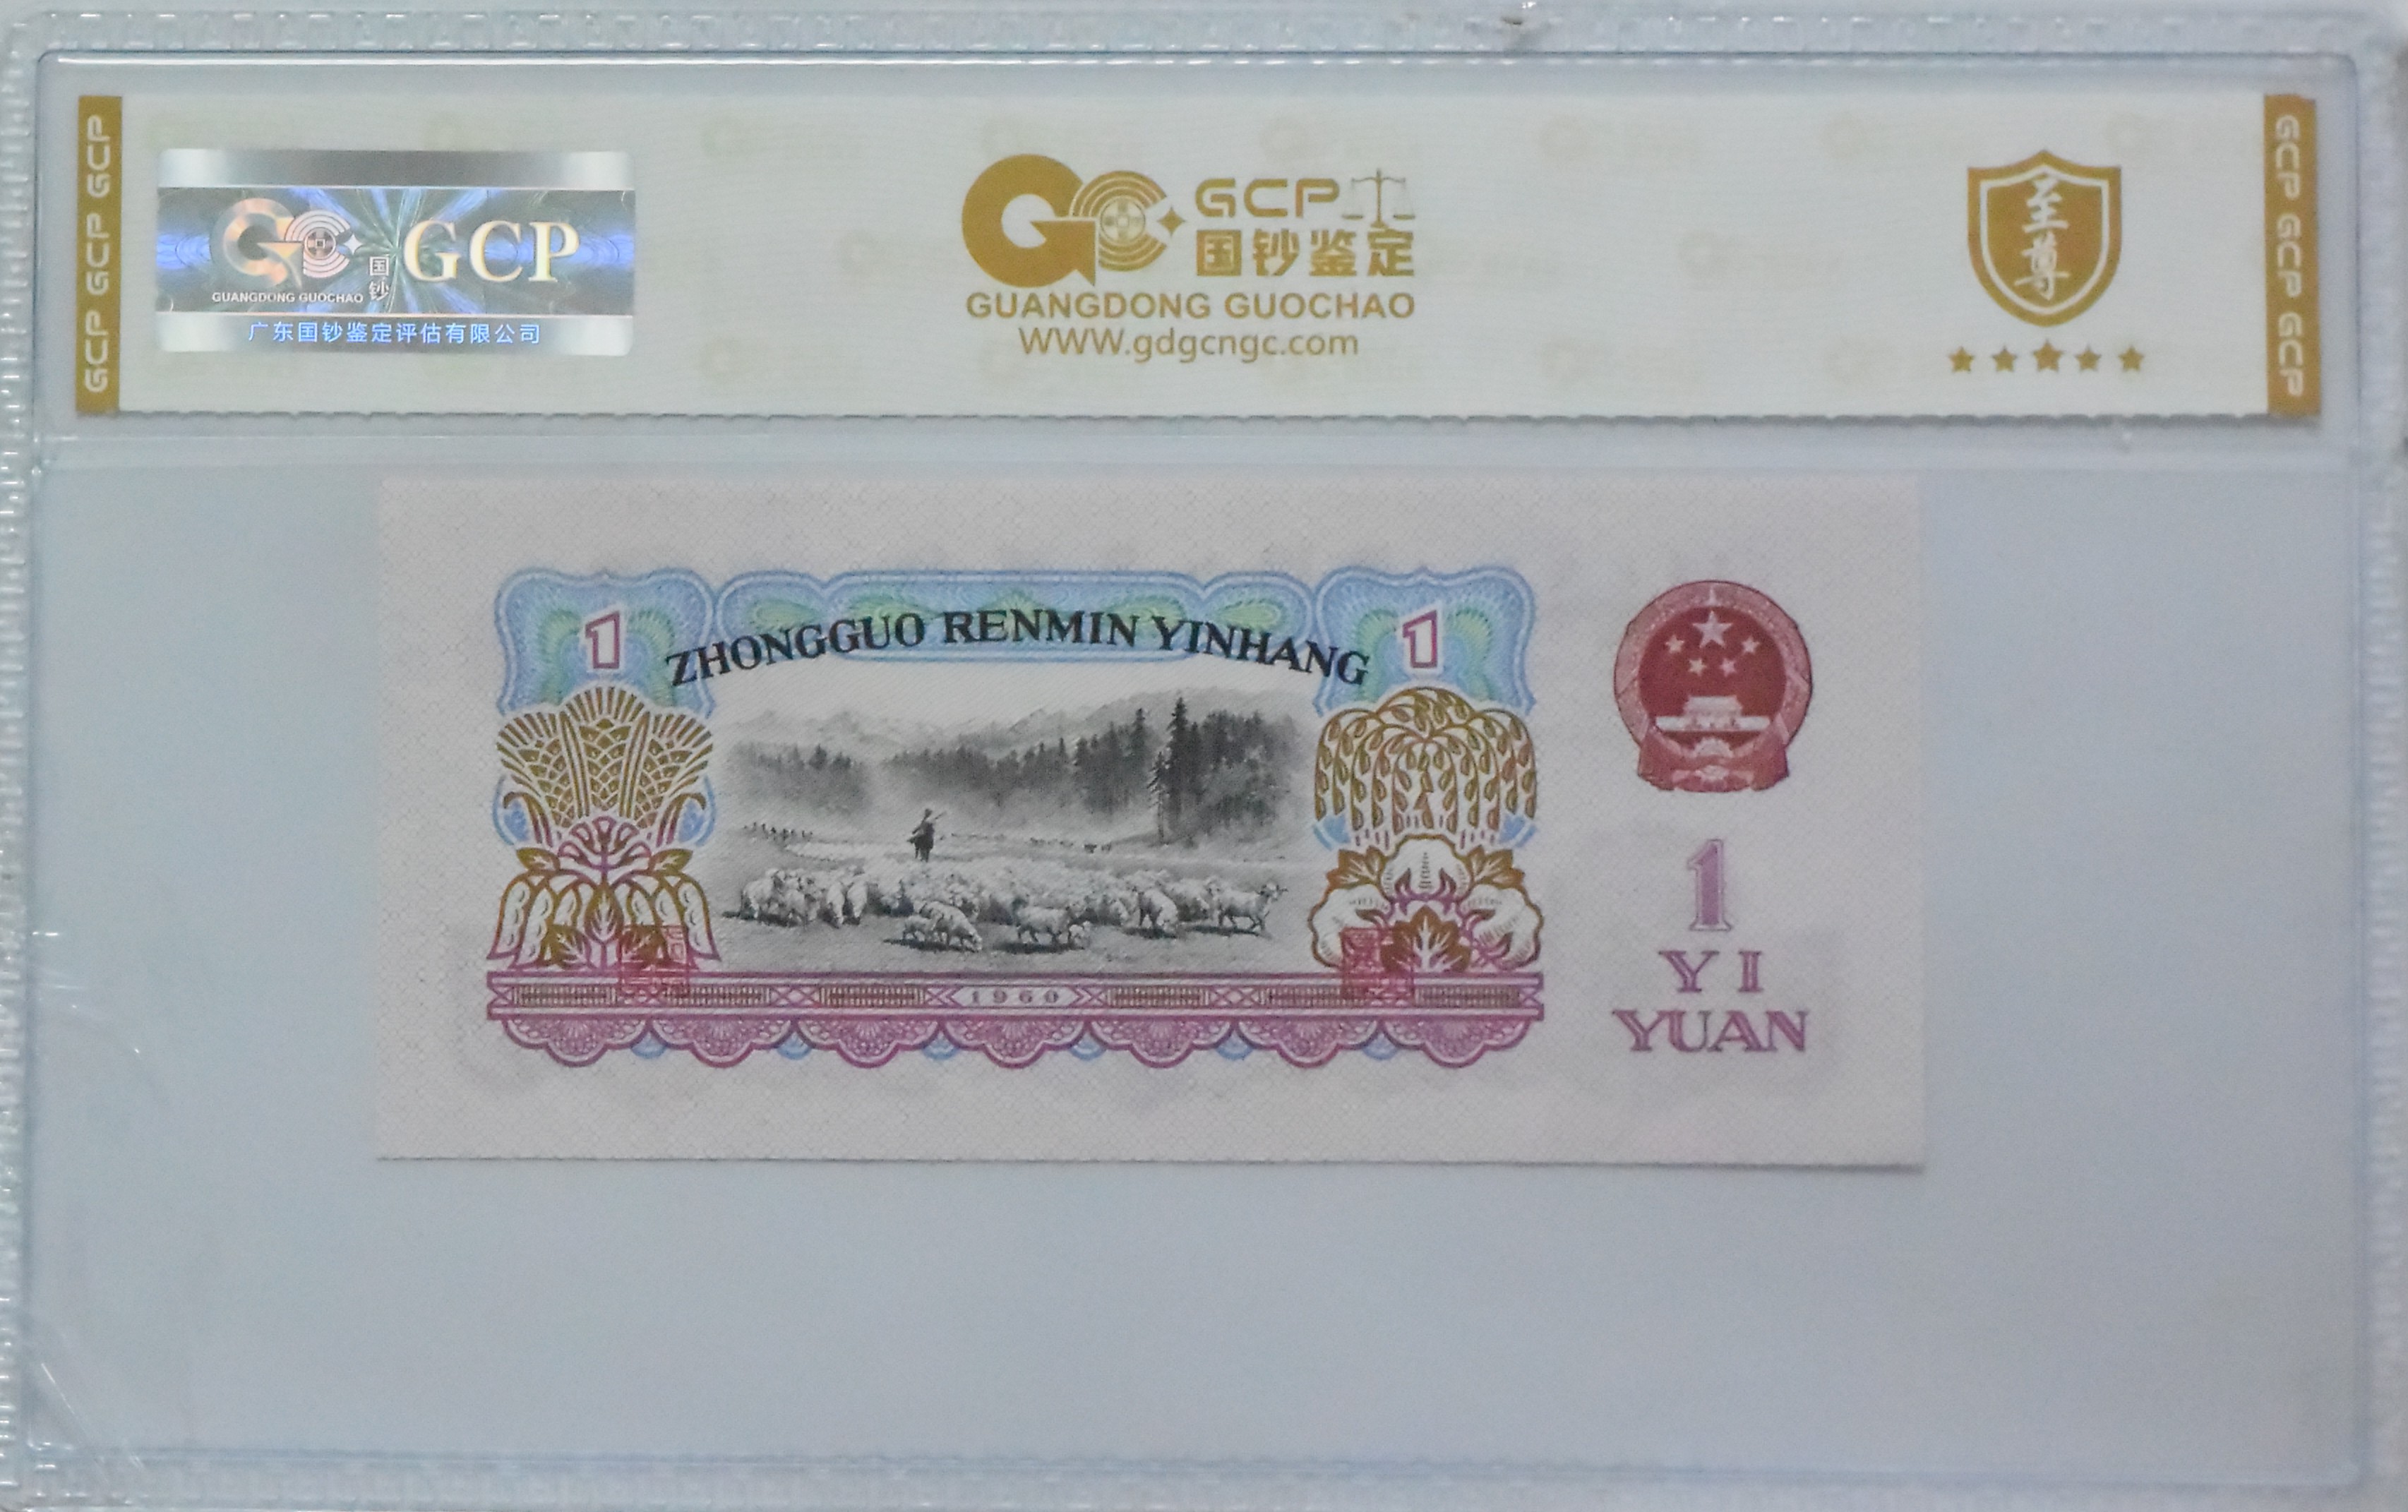 GCP GCP GCP
国钞
GCP
GUANGDONG GUOCHAO
广东国钞鉴定评估有限公司
GCP
国钞鉴定
GUANGDONG GUOCHAO
WWW.gdgcngc.com
至尊
GCP GCP GCP
1
ZHONGGUO RENMIN YINHANG
1
1960
1
YI
YUAN